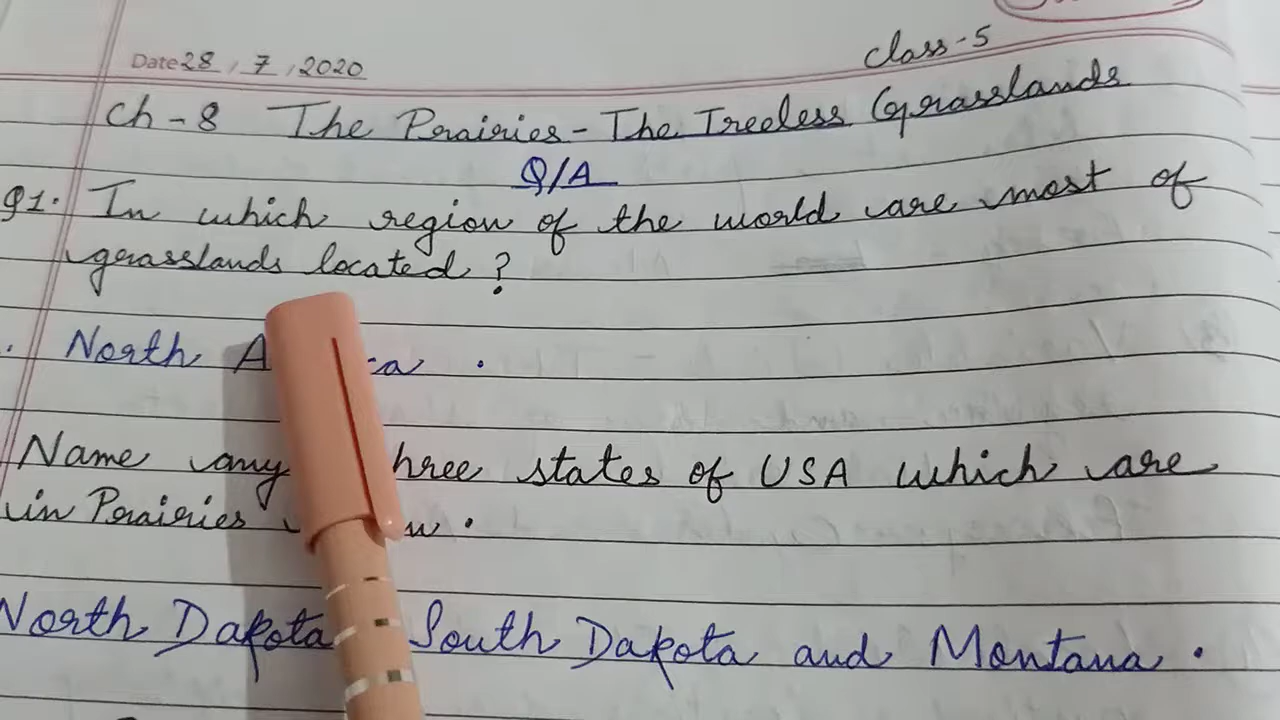 Class-5
Date 28, 7, 2020
Ch-8 The Prairies - The Treeless Grasslands
Q/A
Q1. In which region of the world are most of
grasslands located?
North
Name any three states of USA which are
in Prairies
North Dakota South Dakota and Montana.